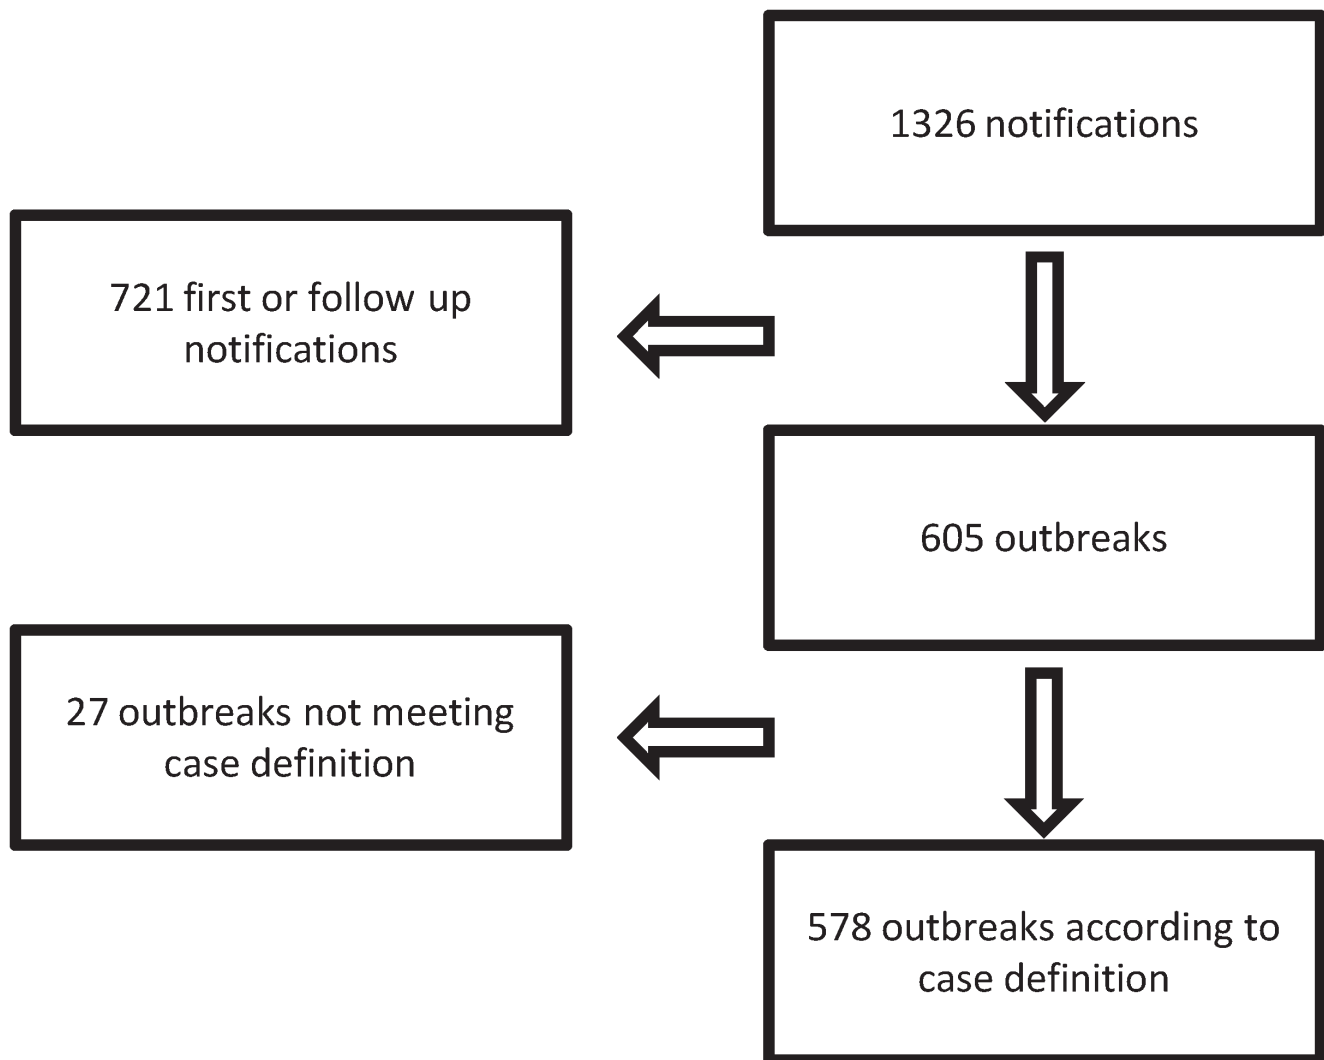 1326 notifications
721 first or follow up
notifications
605 outbreaks
27 outbreaks not meeting
case definition
578 outbreaks according to
case definition